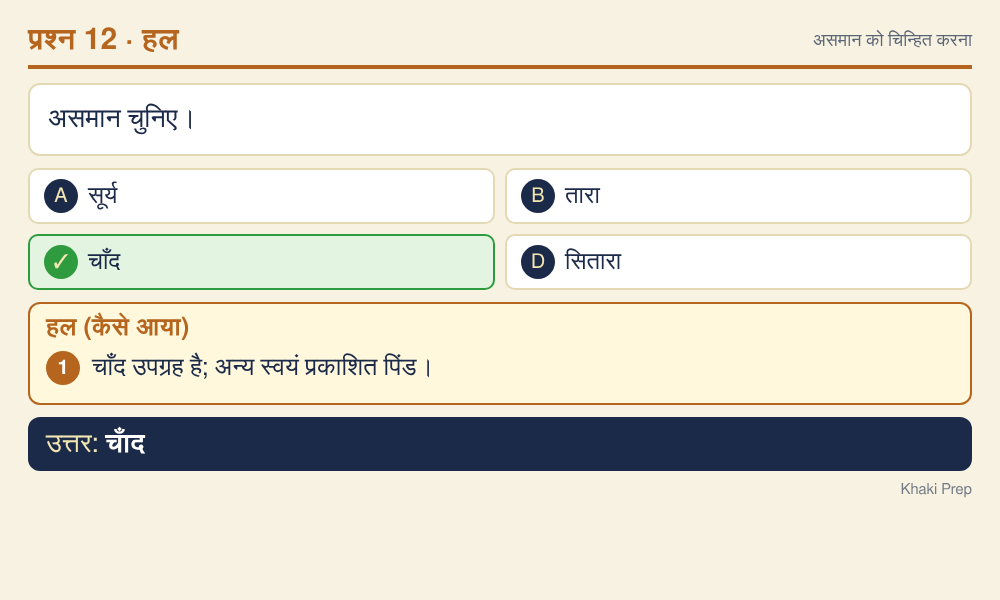 प्रश्न 12 · हल
असमान को चिन्हित करना
असमान चुनिए।
A सूर्य
B तारा
✓ चाँद
D सितारा
हल (कैसे आया)
1 चाँद उपग्रह है; अन्य स्वयं प्रकाशित पिंड।
उत्तर: चाँद
Khaki Prep